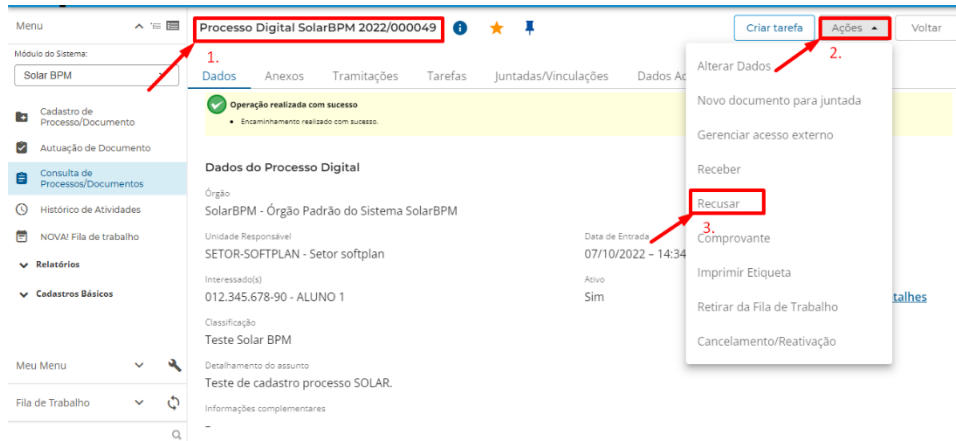 Menu
Módulo do Sistema:
Solar BPM
Cadastro de
Processo/Documento
Autuação de Documento
Consulta de
Processos/Documentos
Histórico de Atividades
NOVA! Fila de trabalho
Relatórios
Cadastros Básicos
Meu Menu
Fila de Trabalho
Processo Digital SolarBPM 2022/000049
1.
Criar tarefa
Ações
Voltar
2.
Dados
Anexos
Tramitações
Tarefas
Juntadas/Vinculações
Dados Ad
Operação realizada com sucesso
Encaminhamento realizado com sucesso.
Dados do Processo Digital
Órgão
SolarBPM - Órgão Padrão do Sistema SolarBPM
Unidade Responsável
SETOR-SOFTPLAN - Setor softplan
Data de Entrada
07/10/2022 – 14:34
Interessado(s)
012.345.678-90 - ALUNO 1
Ativo
Sim
talhes
Classificação
Teste Solar BPM
Detalhamento do assunto
Teste de cadastro processo SOLAR.
Informações complementares
–
Alterar Dados
Novo documento para juntada
Gerenciar acesso externo
Receber
Recusar
3.
Comprovante
Imprimir Etiqueta
Retirar da Fila de Trabalho
Cancelamento/Reativação